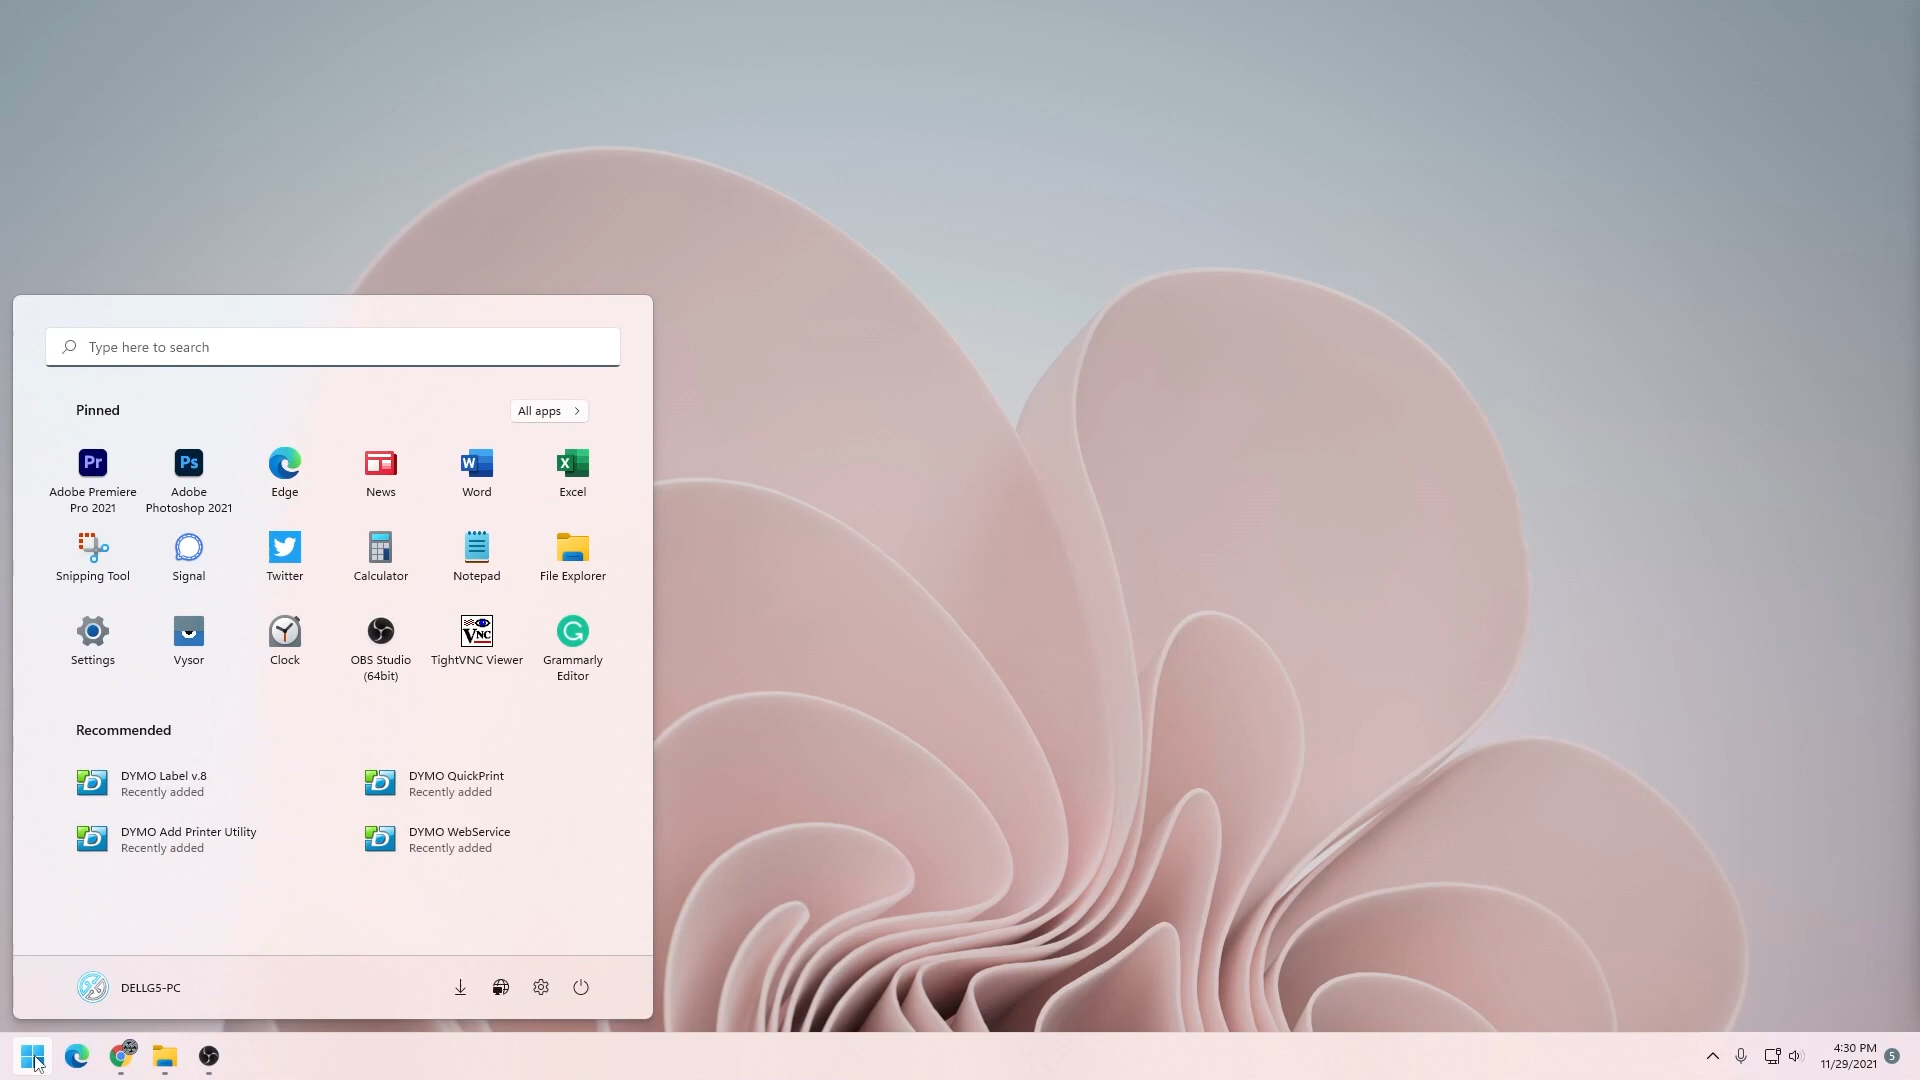 Type here to search
Pinned
All apps
Pr
Ps
W
X
Adobe Premiere
Pro 2021
Adobe
Photoshop 2021
Edge
News
Word
Excel
Snipping Tool
Signal
Twitter
Calculator
Notepad
File Explorer
VNC
G
Settings
Vysor
Clock
OBS Studio
(64bit)
TightVNC Viewer
Grammarly
Editor
Recommended
D
DYMO Label v.8
Recently added
D
DYMO QuickPrint
Recently added
D
DYMO Add Printer Utility
Recently added
D
DYMO WebService
Recently added
DELLG5-PC
4:30 PM
11/29/2021
5